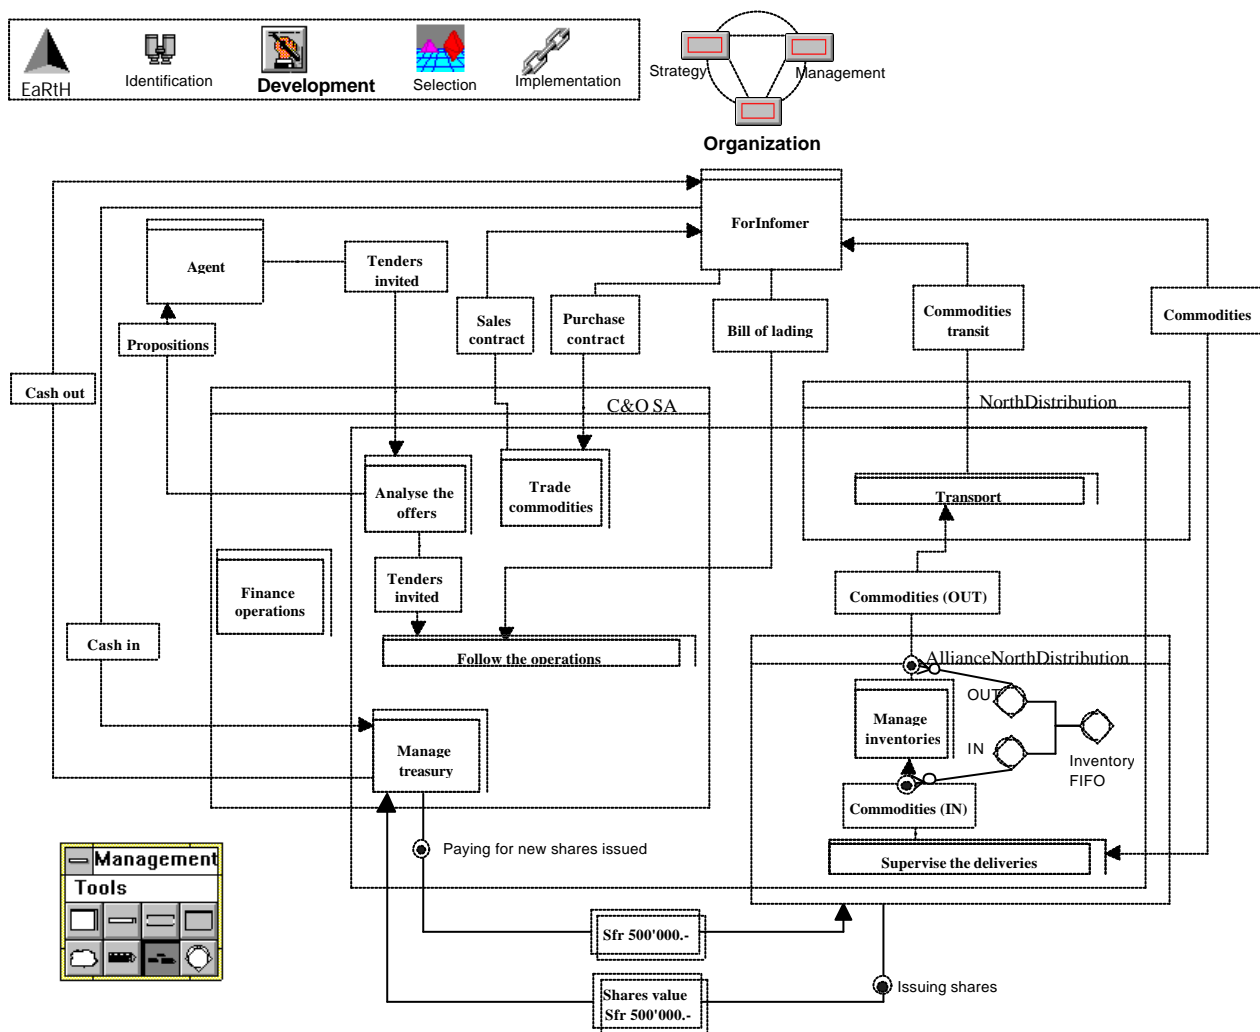 EaRtH
Identification
Development
Selection
Implementation
Strategy
Management
Organization
ForInfomer
Agent
Tenders
invited
Sales
contract
Purchase
contract
Bill of lading
Commodities
transit
Commodities
Propositions
Cash out
C&O SA
NorthDistribution
Analyse the
offers
Trade
commodities
Transport
Finance
operations
Tenders
invited
Commodities (OUT)
Cash in
Follow the operations
AllianceNorthDistribution
OUT
Manage
inventories
IN
Inventory
FIFO
Manage
treasury
Commodities (IN)
Paying for new shares issued
Supervise the deliveries
Management
Tools
Sfr 500'000.-
Issuing shares
Shares value
Sfr 500'000.-